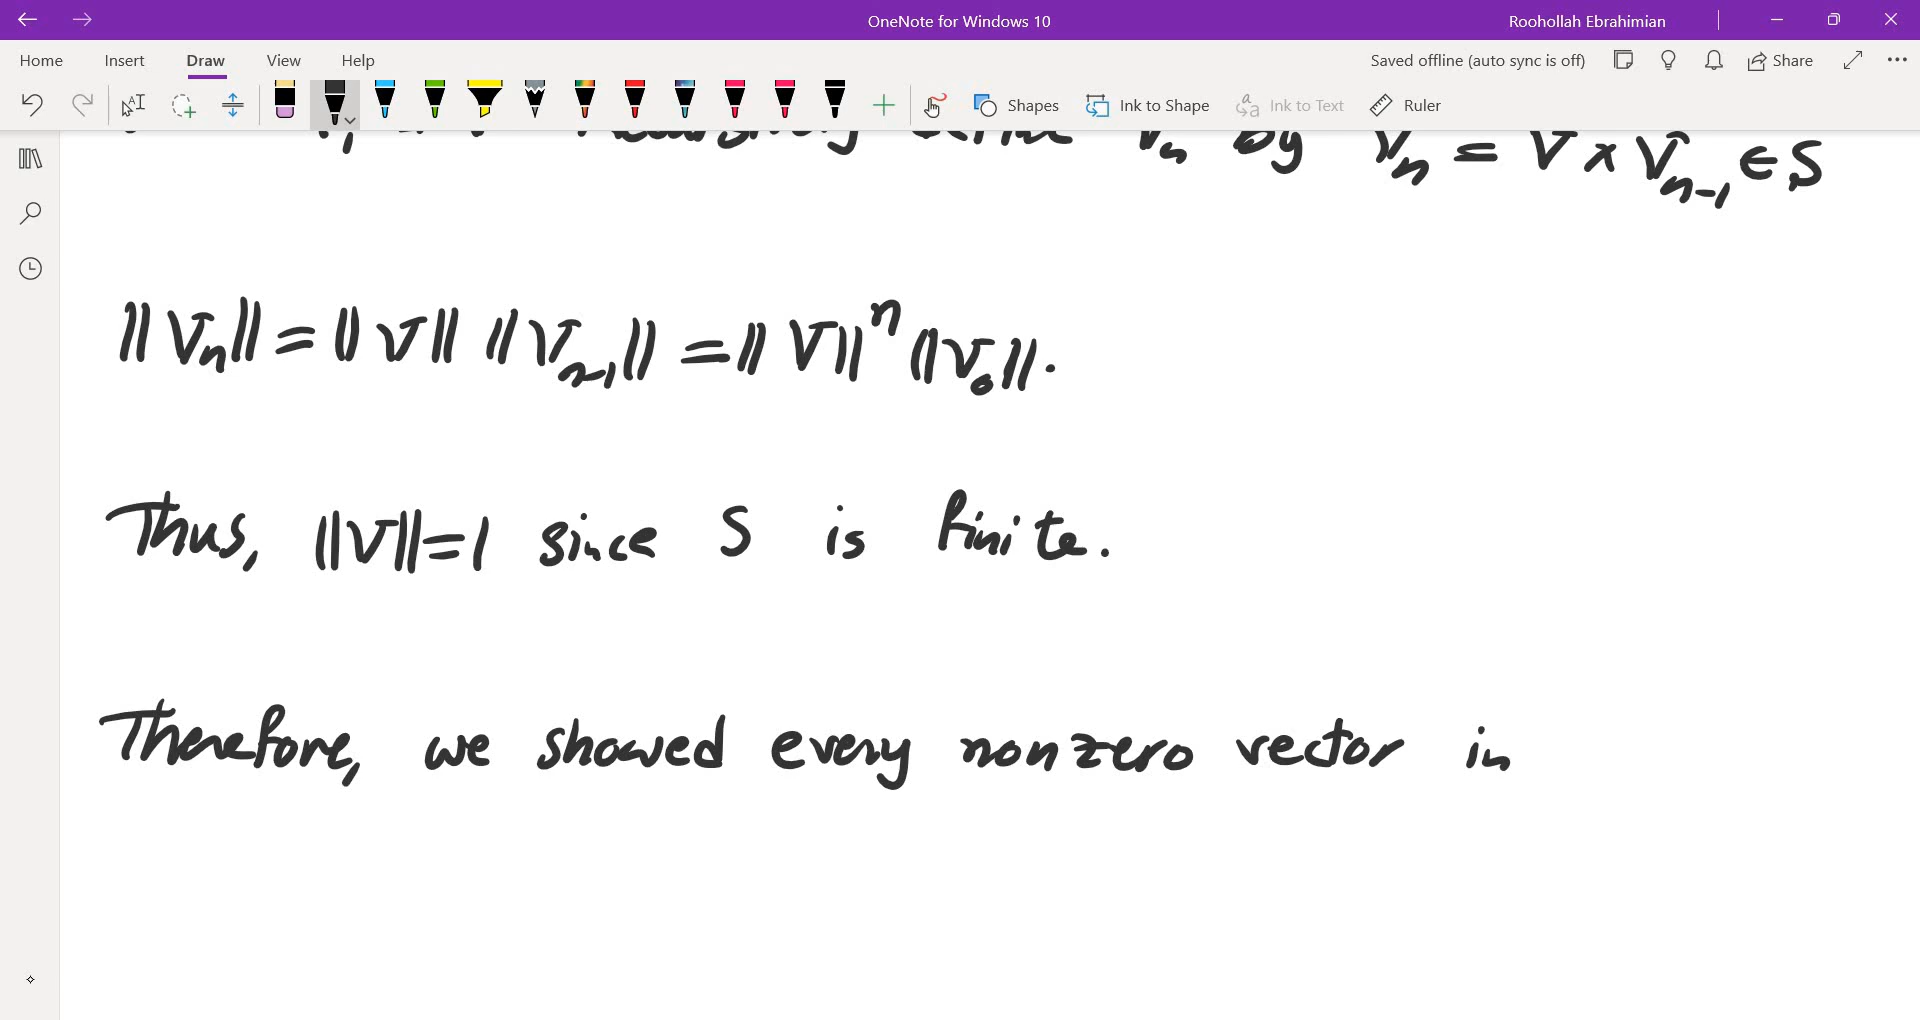 OneNote for Windows 10
Roohollah Ebrahimian
Home Insert Draw View Help
Saved offline (auto sync is off) Share
Shapes Ink to Shape Ink to Text Ruler
Vₙ by Vₙ = V × Vₙ₋₁ ∈ S
||Vₙ|| = ||V|| ||Vₙ₋₁|| = ||V||ⁿ ||V₀||.
Thus, ||V|| = 1 since S is finite.
Therefore, we showed every nonzero vector in